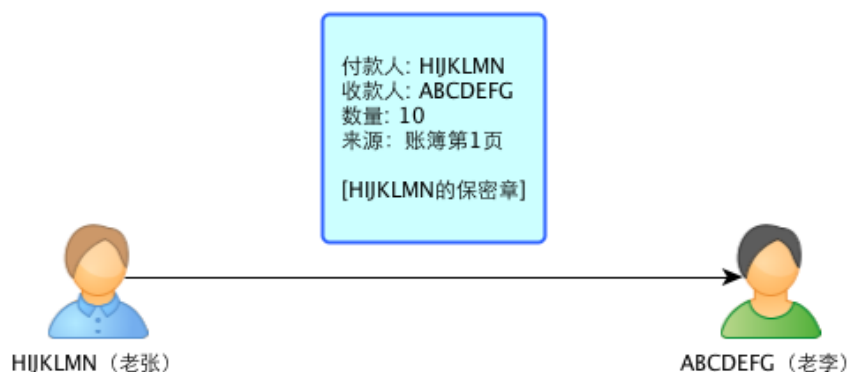 付款人: HIJKLMN
收款人: ABCDEFG
数量: 10
来源： 账簿第1页
[HIJKLMN的保密章]
HIJKLMN（老张）
ABCDEFG（老李）